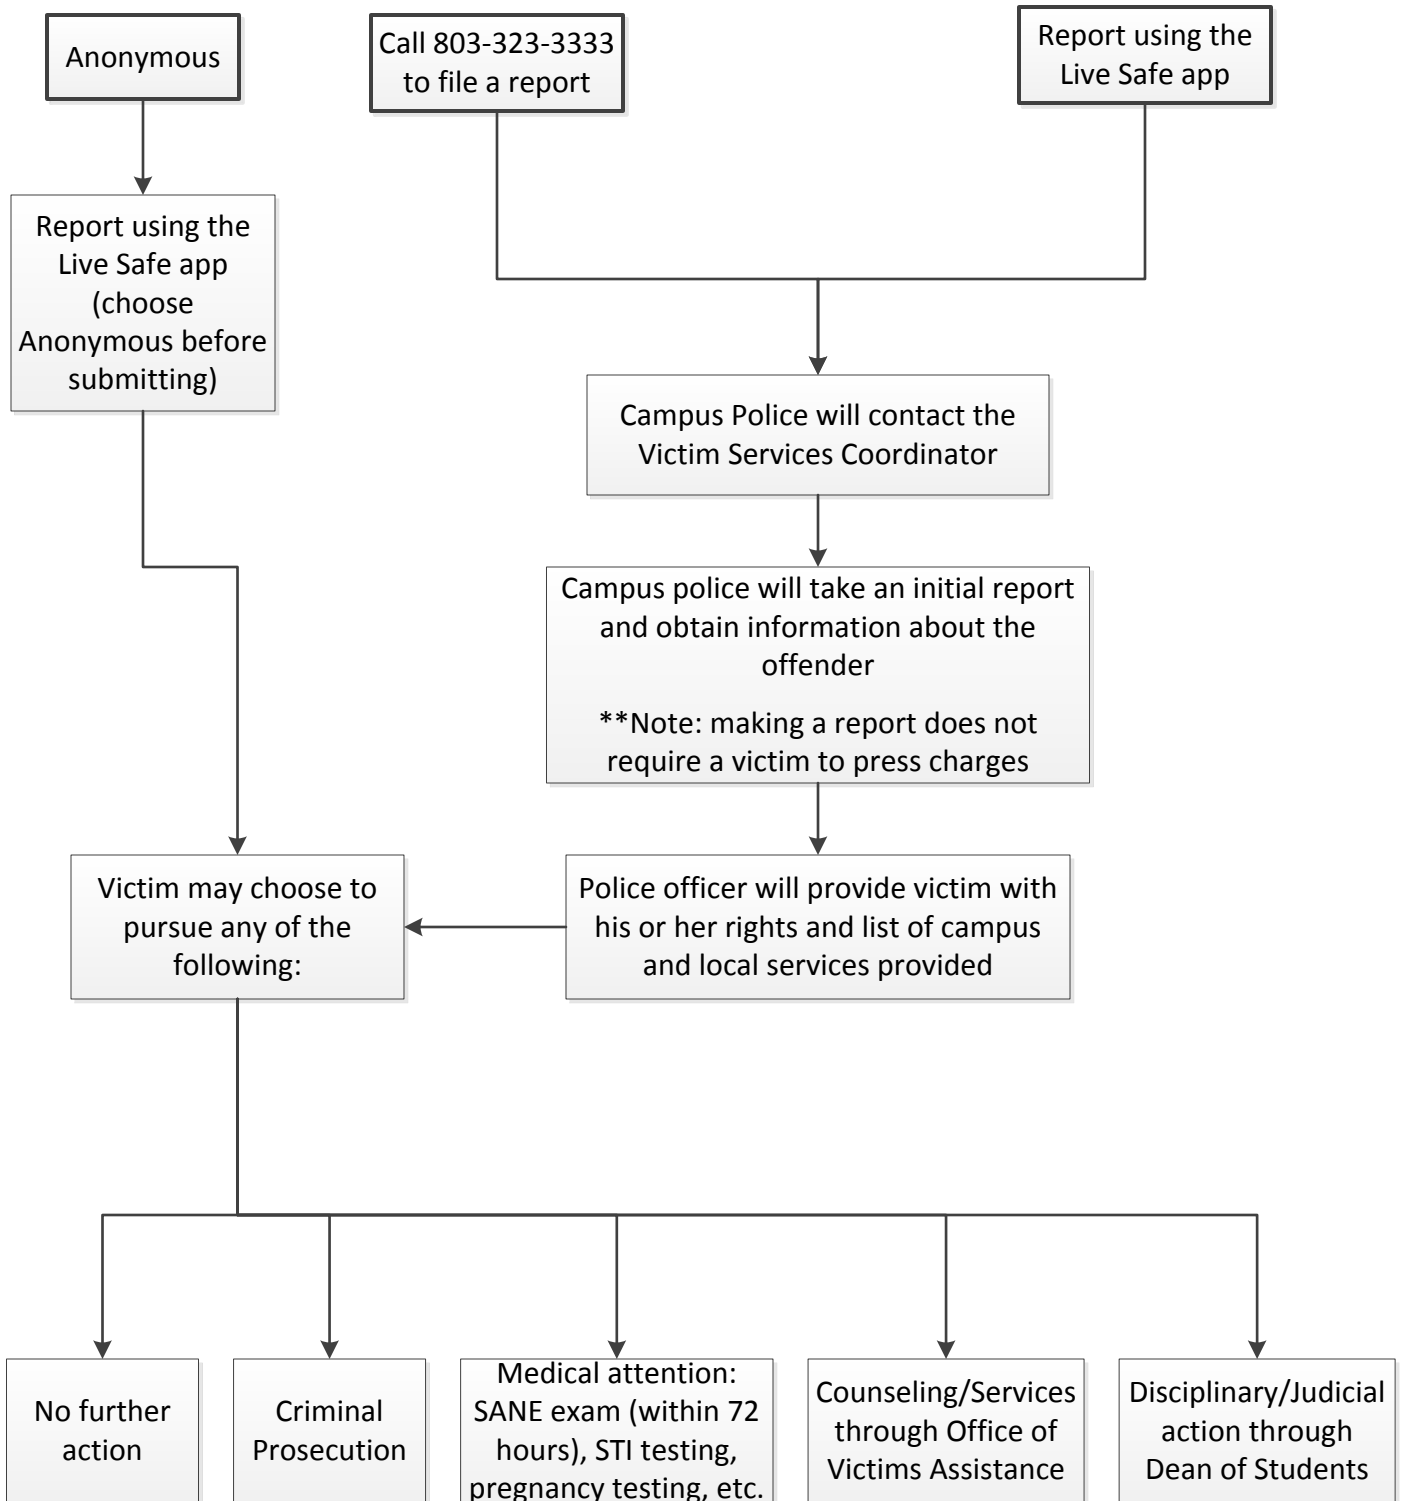 Anonymous
Call 803-323-3333
to file a report
Report using the
Live Safe app
Report using the
Live Safe app
(choose
Anonymous before
submitting)
Campus Police will contact the
Victim Services Coordinator
Campus police will take an initial report
and obtain information about the
offender
**Note: making a report does not
require a victim to press charges
Victim may choose to
pursue any of the
following:
Police officer will provide victim with
his or her rights and list of campus
and local services provided
No further
action
Criminal
Prosecution
Medical attention:
SANE exam (within 72
hours), STI testing,
pregnancy testing, etc.
Counseling/Services
through Office of
Victims Assistance
Disciplinary/Judicial
action through
Dean of Students